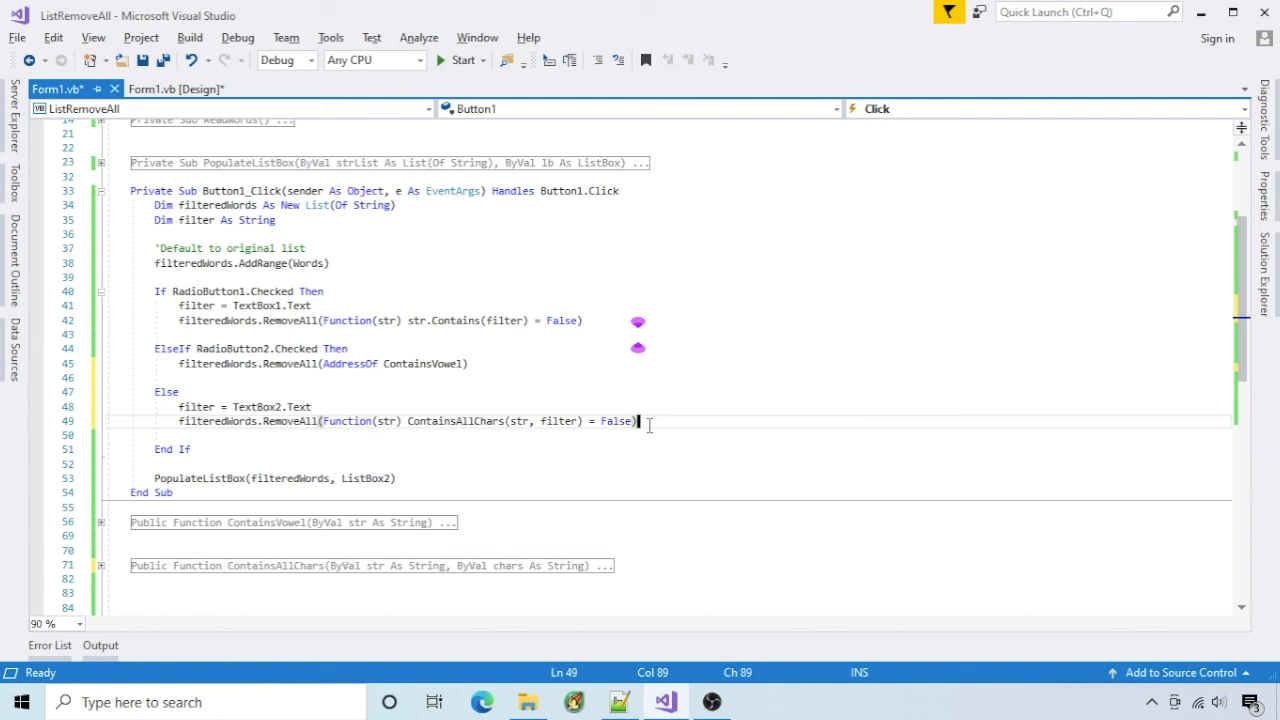 ListRemoveAll - Microsoft Visual Studio
Quick Launch (Ctrl+Q)
File Edit View Project Build Debug Team Tools Test Analyze Window Help
Sign in
Debug Any CPU Start
Form1.vb* Form1.vb [Design]*
ListRemoveAll Button1 Click
Server Explorer
Toolbox
Document Outline
Data Sources
Diagnostic Tools
Properties
Solution Explorer
14 Private Sub ReadWords() ...
21
22
23 Private Sub PopulateListBox(ByVal strList As List(Of String), ByVal lb As ListBox) ...
32
33 Private Sub Button1_Click(sender As Object, e As EventArgs) Handles Button1.Click
34 Dim filteredWords As New List(Of String)
35 Dim filter As String
36
37 'Default to original list
38 filteredWords.AddRange(Words)
39
40 If RadioButton1.Checked Then
41 filter = TextBox1.Text
42 filteredWords.RemoveAll(Function(str) str.Contains(filter) = False)
43
44 ElseIf RadioButton2.Checked Then
45 filteredWords.RemoveAll(AddressOf ContainsVowel)
46
47 Else
48 filter = TextBox2.Text
49 filteredWords.RemoveAll(Function(str) ContainsAllChars(str, filter) = False)
50
51 End If
52
53 PopulateListBox(filteredWords, ListBox2)
54 End Sub
55
56 Public Function ContainsVowel(ByVal str As String) ...
69
70
71 Public Function ContainsAllChars(ByVal str As String, ByVal chars As String) ...
82
83
84
90 %
Error List Output
Ready Ln 49 Col 89 Ch 89 INS Add to Source Control
Type here to search
3